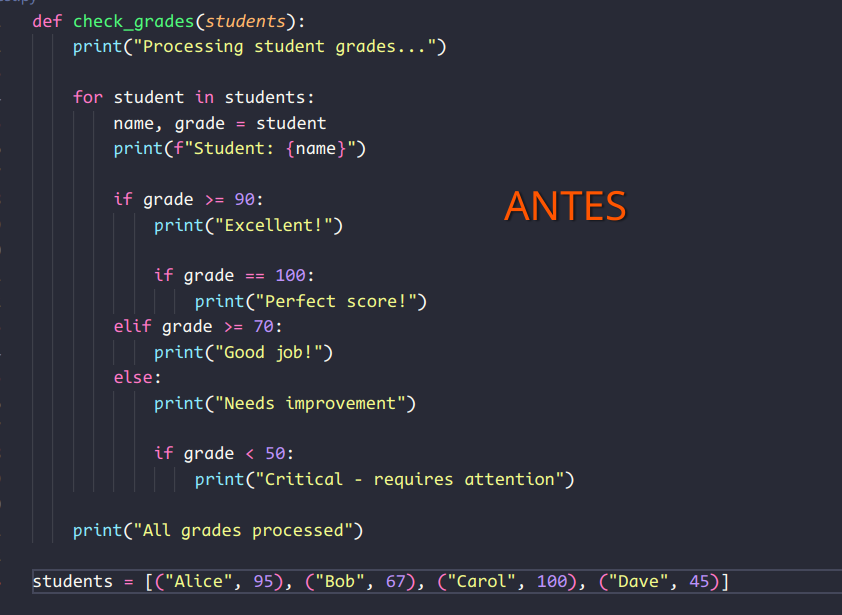 def check_grades(students):
print("Processing student grades...")
for student in students:
name, grade = student
print(f"Student: {name}")
if grade >= 90:
ANTES
print("Excellent!")
if grade == 100:
print("Perfect score!")
elif grade >= 70:
print("Good job!")
else:
print("Needs improvement")
if grade < 50:
print("Critical - requires attention")
print("All grades processed")
students = [("Alice", 95), ("Bob", 67), ("Carol", 100), ("Dave", 45)]